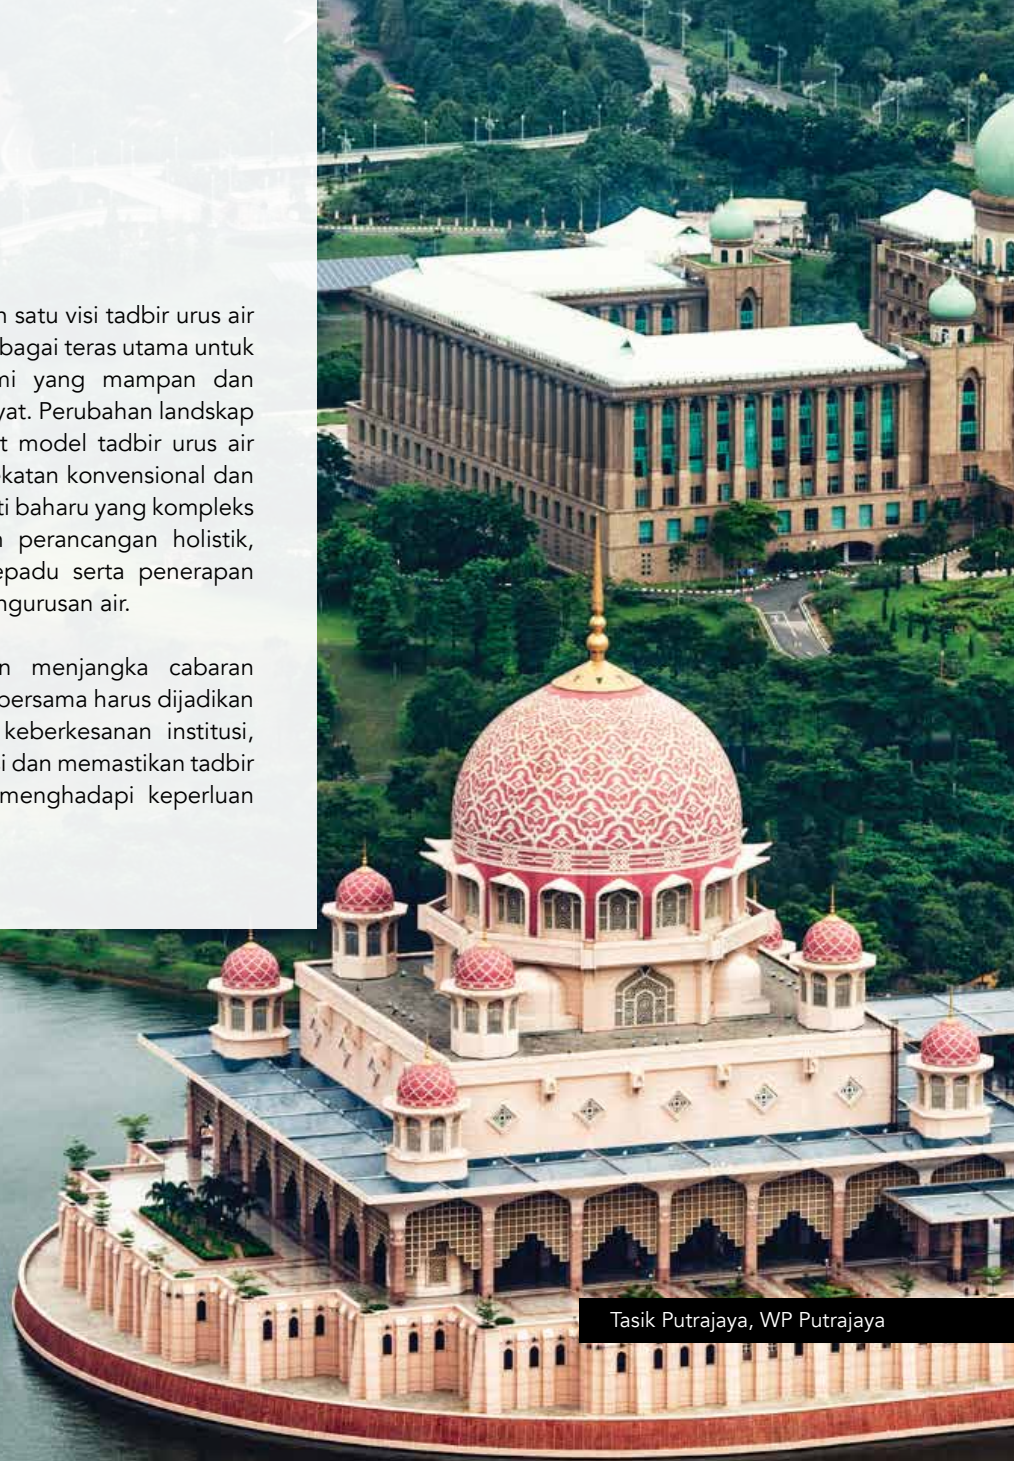 satu visi tadbir urus air
bagai teras utama untuk
yang mampan dan
yat. Perubahan landskap
model tadbir urus air
katan konvensional dan
ti baharu yang kompleks
perancangan holistik,
epadu serta penerapan
ngurusan air.
menjangka cabaran
bersama harus dijadikan
keberkesanan institusi,
i dan memastikan tadbir
menghadapi keperluan
Tasik Putrajaya, WP Putrajaya